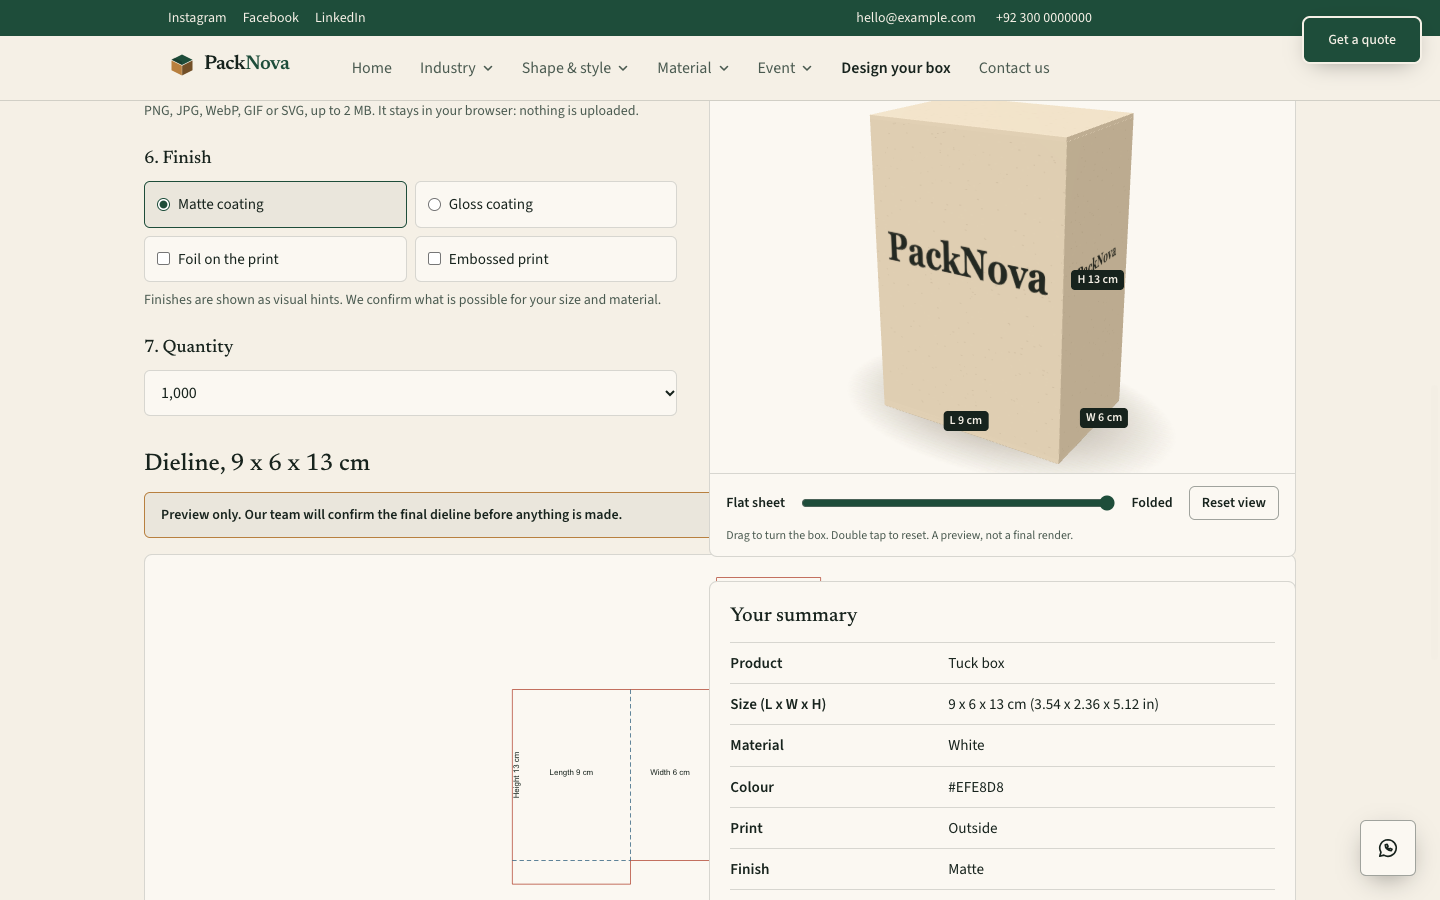 Instagram Facebook LinkedIn
hello@example.com +92 300 0000000
Get a quote
PackNova
Home Industry Shape & style Material Event Design your box Contact us
PNG, JPG, WebP, GIF or SVG, up to 2 MB. It stays in your browser: nothing is uploaded.
6. Finish
Matte coating
Gloss coating
Foil on the print
Embossed print
Finishes are shown as visual hints. We confirm what is possible for your size and material.
7. Quantity
1,000
Dieline, 9 x 6 x 13 cm
Preview only. Our team will confirm the final dieline before anything is made.
Height 13 cm
Length 9 cm
Width 6 cm
PackNova
PackNova
H 13 cm
L 9 cm
W 6 cm
Flat sheet
Folded
Reset view
Drag to turn the box. Double tap to reset. A preview, not a final render.
Your summary
Product Tuck box
Size (L x W x H) 9 x 6 x 13 cm (3.54 x 2.36 x 5.12 in)
Material White
Colour #EFE8D8
Print Outside
Finish Matte